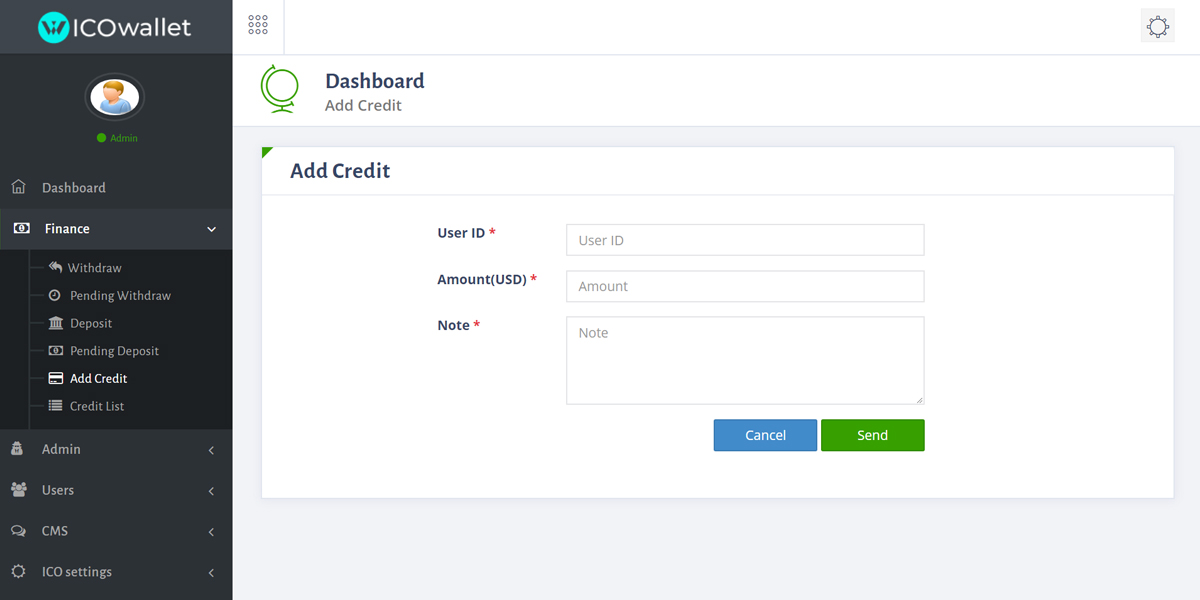 ICOwallet
Admin
Dashboard
Finance
Withdraw
Pending Withdraw
Deposit
Pending Deposit
Add Credit
Credit List
Admin
Users
CMS
ICO settings
Dashboard
Add Credit
Add Credit
User ID *
User ID
Amount(USD) *
Amount
Note *
Note
Cancel
Send